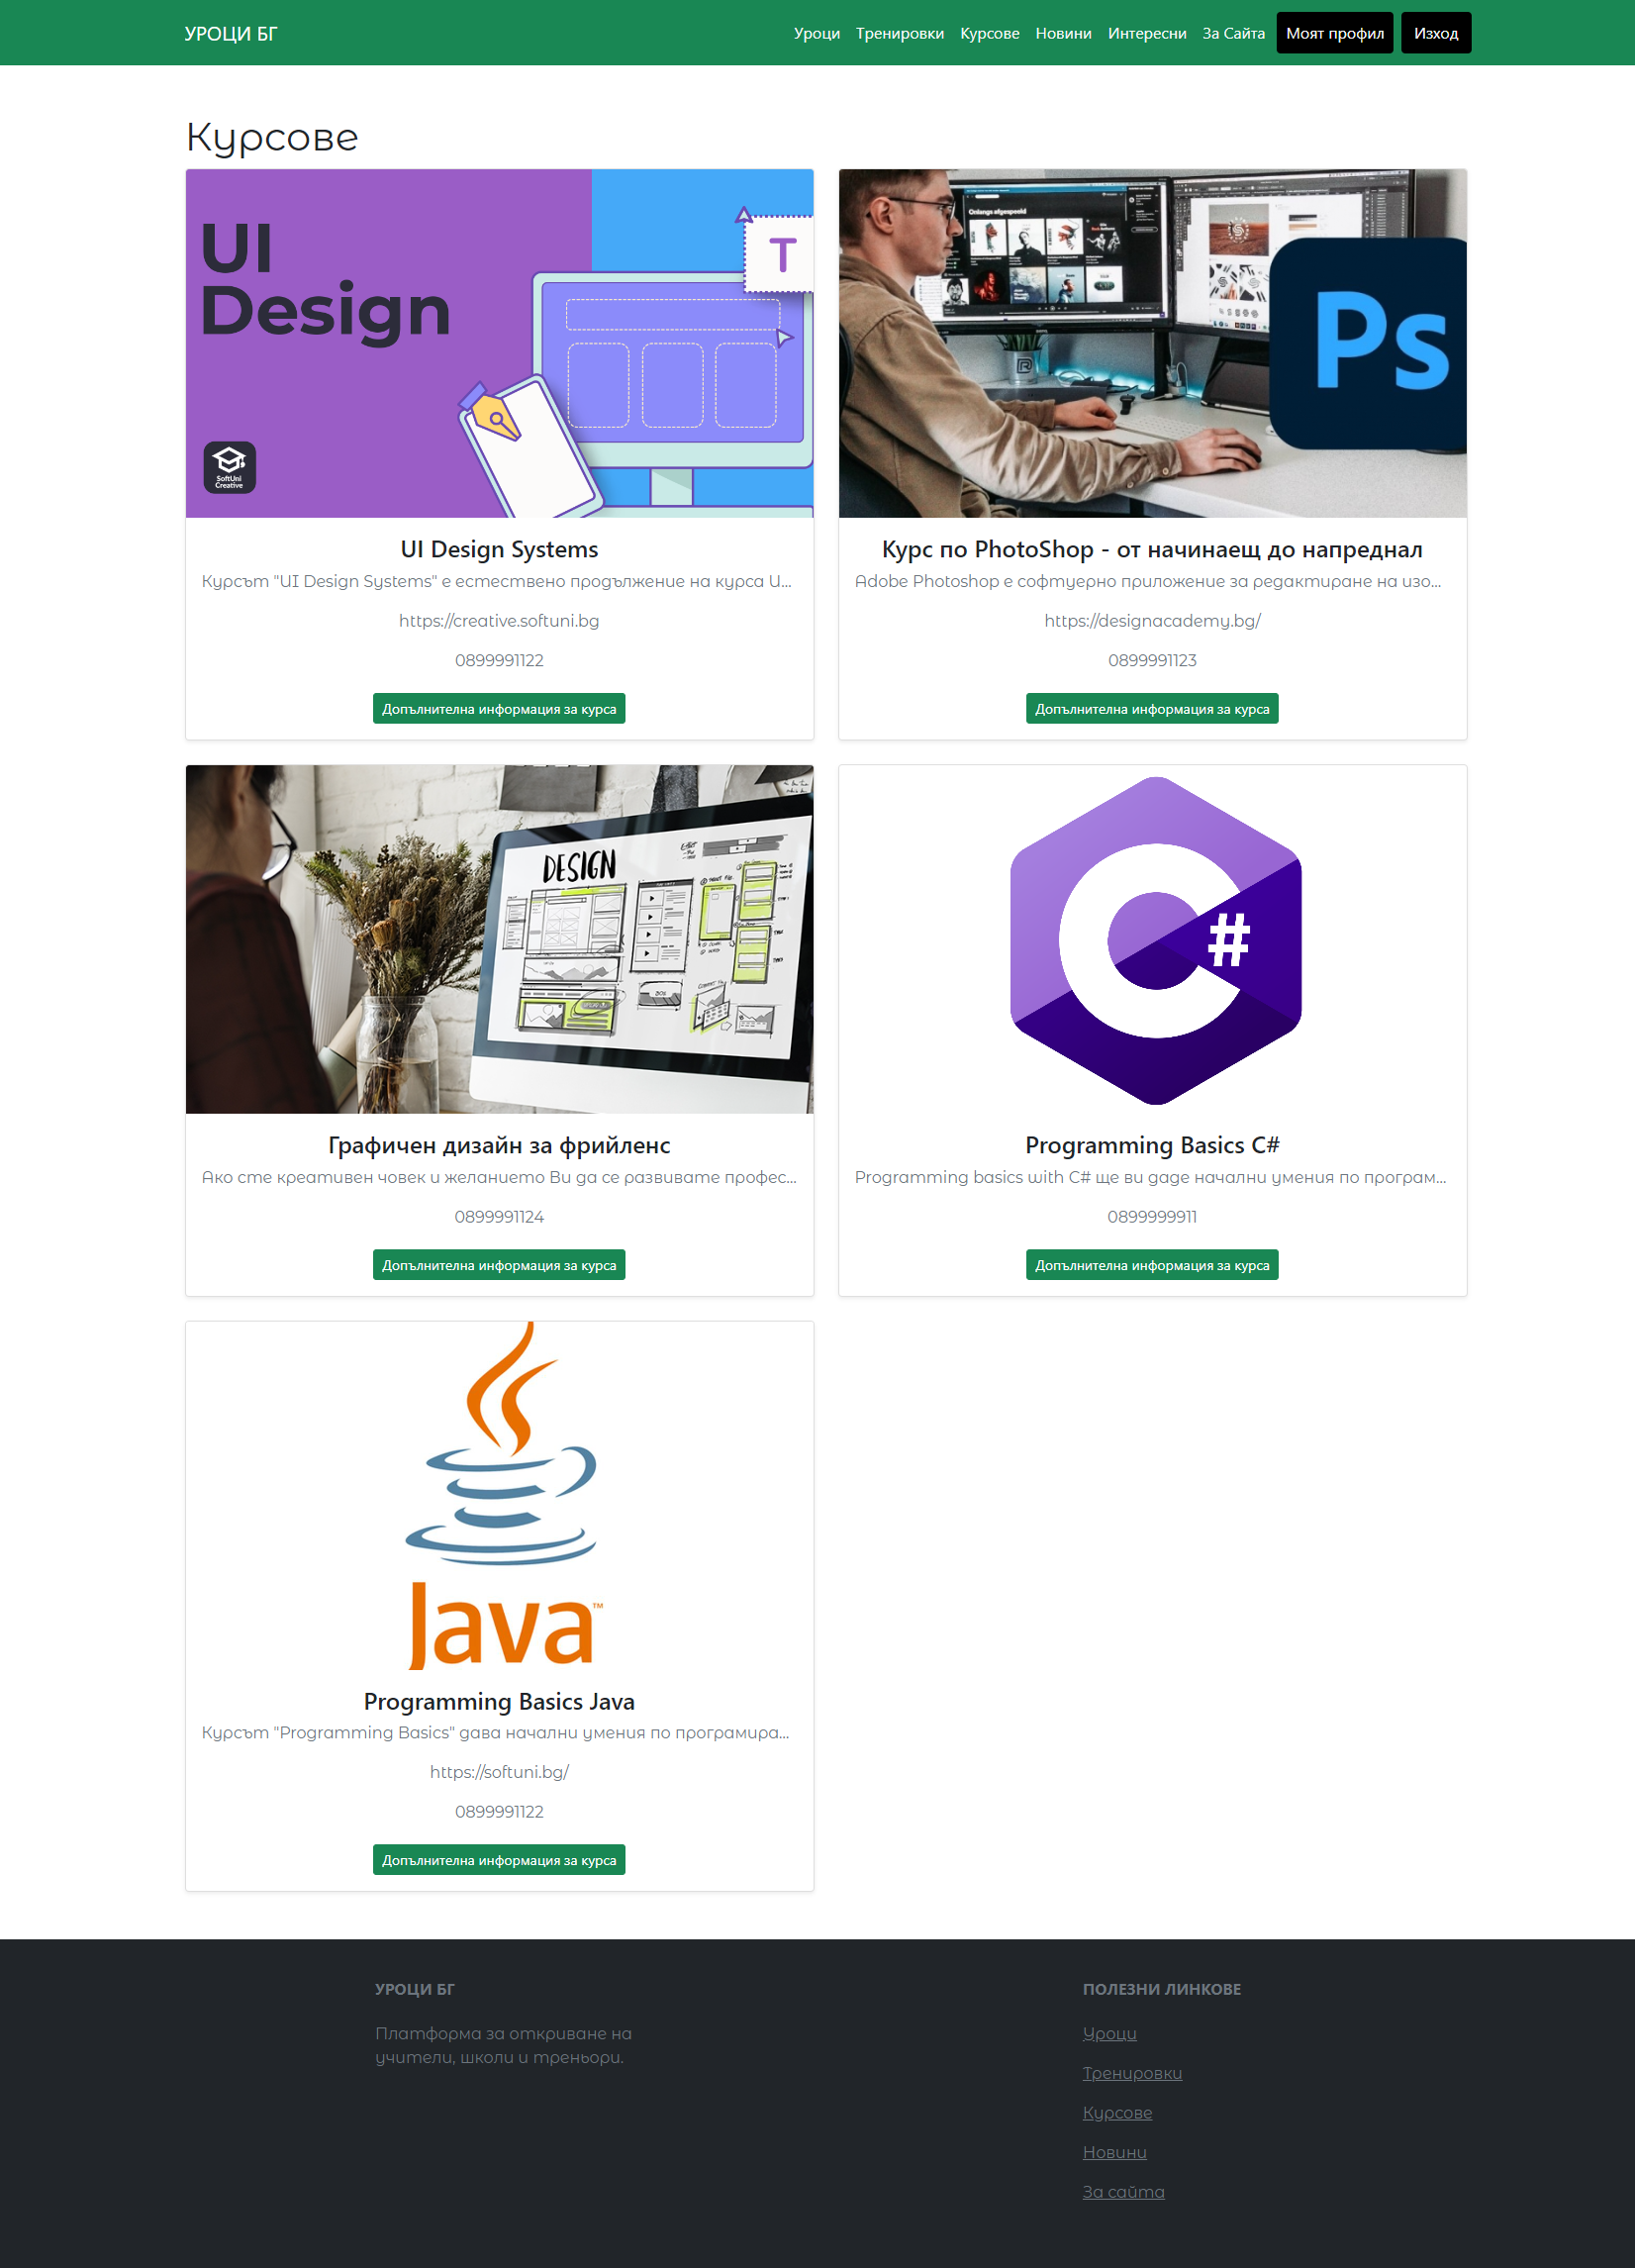 УРОЦИ БГ
Уроци Тренировки Курсове Новини Интересни За Сайта Моят профил Изход
Курсове
UI
Design
T
SoftUni
Creative
UI Design Systems
Курсът "UI Design Systems" е естествено продължение на курса U...
https://creative.softuni.bg
0899991122
Допълнителна информация за курса
Onlangs afgespeeld
Ps
Курс по PhotoShop - от начинаещ до напреднал
Adobe Photoshop е софтуерно приложение за редактиране на изо...
https://designacademy.bg/
0899991123
Допълнителна информация за курса
DESIGN
BOX
Графичен дизайн за фрийленс
Ако сте креативен човек и желанието Ви да се развивате професо...
0899991124
Допълнителна информация за курса
C#
Programming Basics C#
Programming basics with C# ще ви даде начални умения по програм...
0899999911
Допълнителна информация за курса
Java™
Programming Basics Java
Курсът "Programming Basics" дава начални умения по програмира...
https://softuni.bg/
0899991122
Допълнителна информация за курса
УРОЦИ БГ
Платформа за откриване на
учители, школи и треньори.
ПОЛЕЗНИ ЛИНКОВЕ
Уроци
Тренировки
Курсове
Новини
За сайта